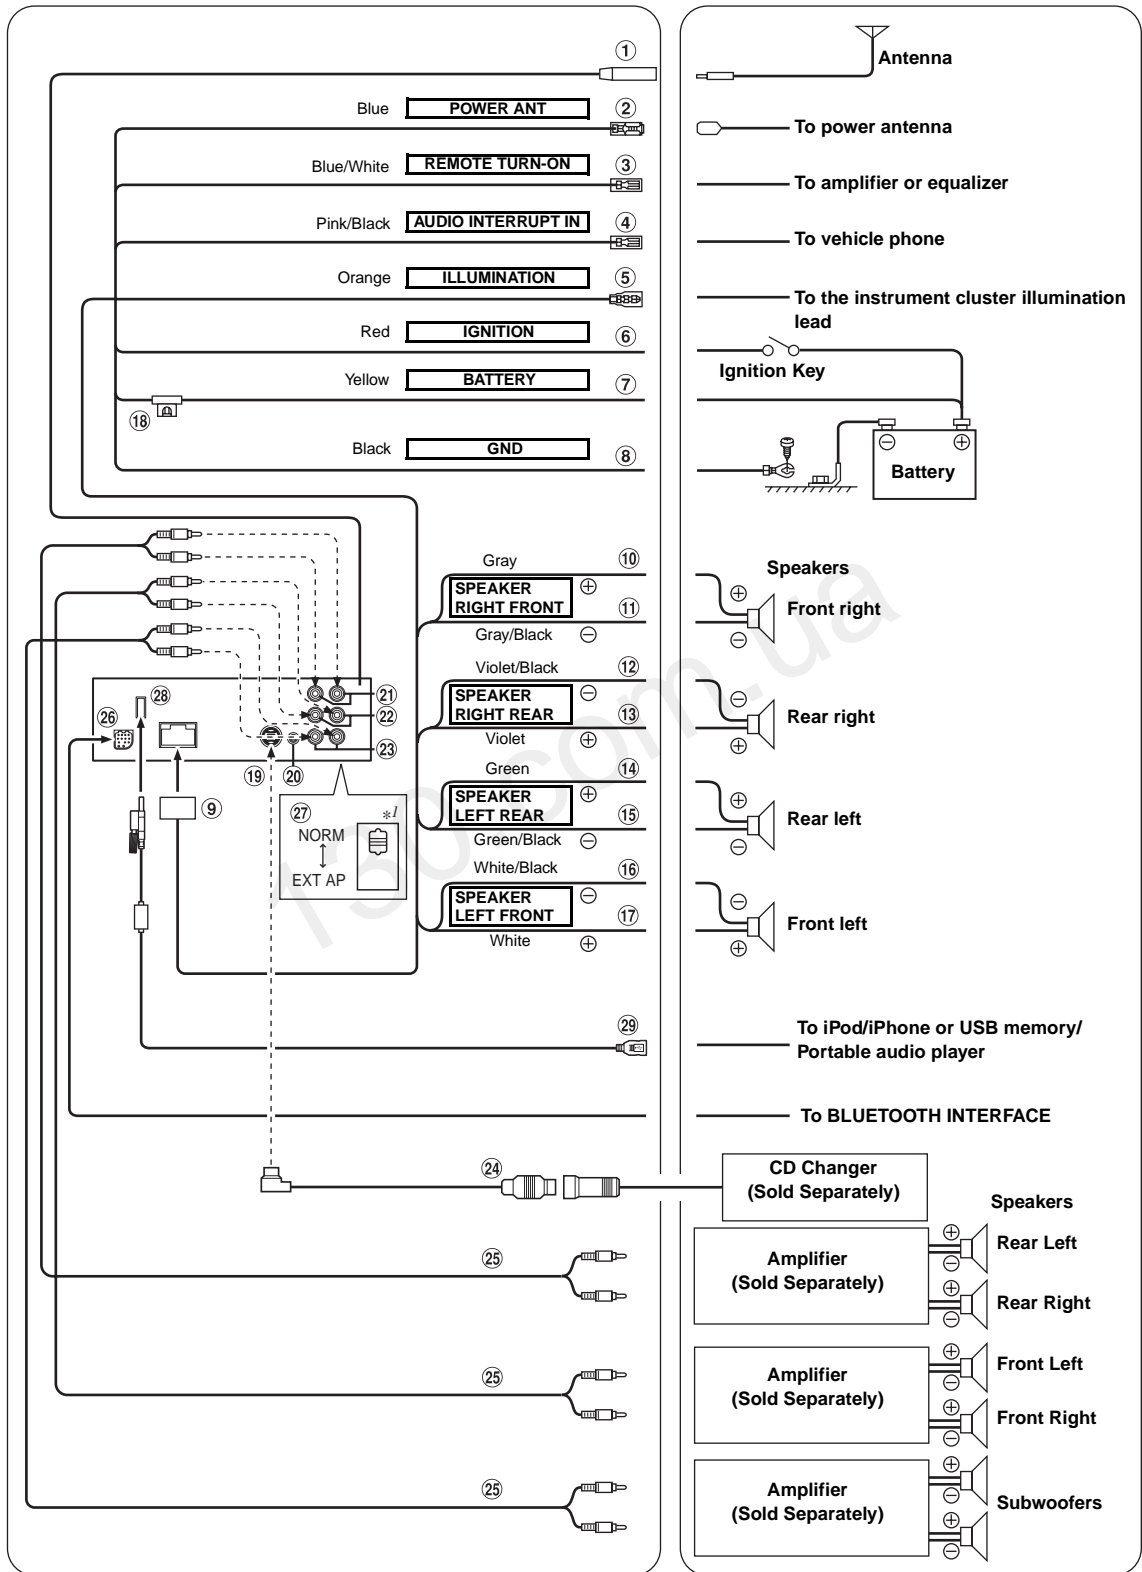 ①
Antenna
Blue POWER ANT ②
To power antenna
Blue/White REMOTE TURN-ON ③
To amplifier or equalizer
Pink/Black AUDIO INTERRUPT IN ④
To vehicle phone
Orange ILLUMINATION ⑤
To the instrument cluster illumination
lead
Red IGNITION ⑥
Ignition Key
Yellow BATTERY ⑦
⑱
Black GND ⑧
⊖ ⊕
Battery
Gray ⑩
SPEAKER ⊕
RIGHT FRONT ⑪
Gray/Black ⊖
Speakers
⊕
Front right
⊖
Violet/Black ⑫
SPEAKER ⊖
RIGHT REAR ⑬
Violet ⊕
⊖
Rear right
⊕
Green ⑭
SPEAKER ⊕
LEFT REAR ⑮
Green/Black ⊖
⊕
Rear left
⊖
White/Black ⑯
SPEAKER ⊖
LEFT FRONT ⑰
White ⊕
⊖
Front left
⊕
㉘ ㉑
㉖ ㉒
㉓
⑲ ⑳
⑨
㉗ *1
NORM
EXT AP
㉙
To iPod/iPhone or USB memory/
Portable audio player
To BLUETOOTH INTERFACE
㉔
CD Changer
(Sold Separately)
Speakers
㉕
Amplifier
(Sold Separately)
⊕
Rear Left
⊖
⊕
Rear Right
⊖
㉕
Amplifier
(Sold Separately)
⊕
Front Left
⊖
⊕
Front Right
⊖
㉕
Amplifier
(Sold Separately)
⊕
⊖
Subwoofers
⊕
⊖
130.com.ua